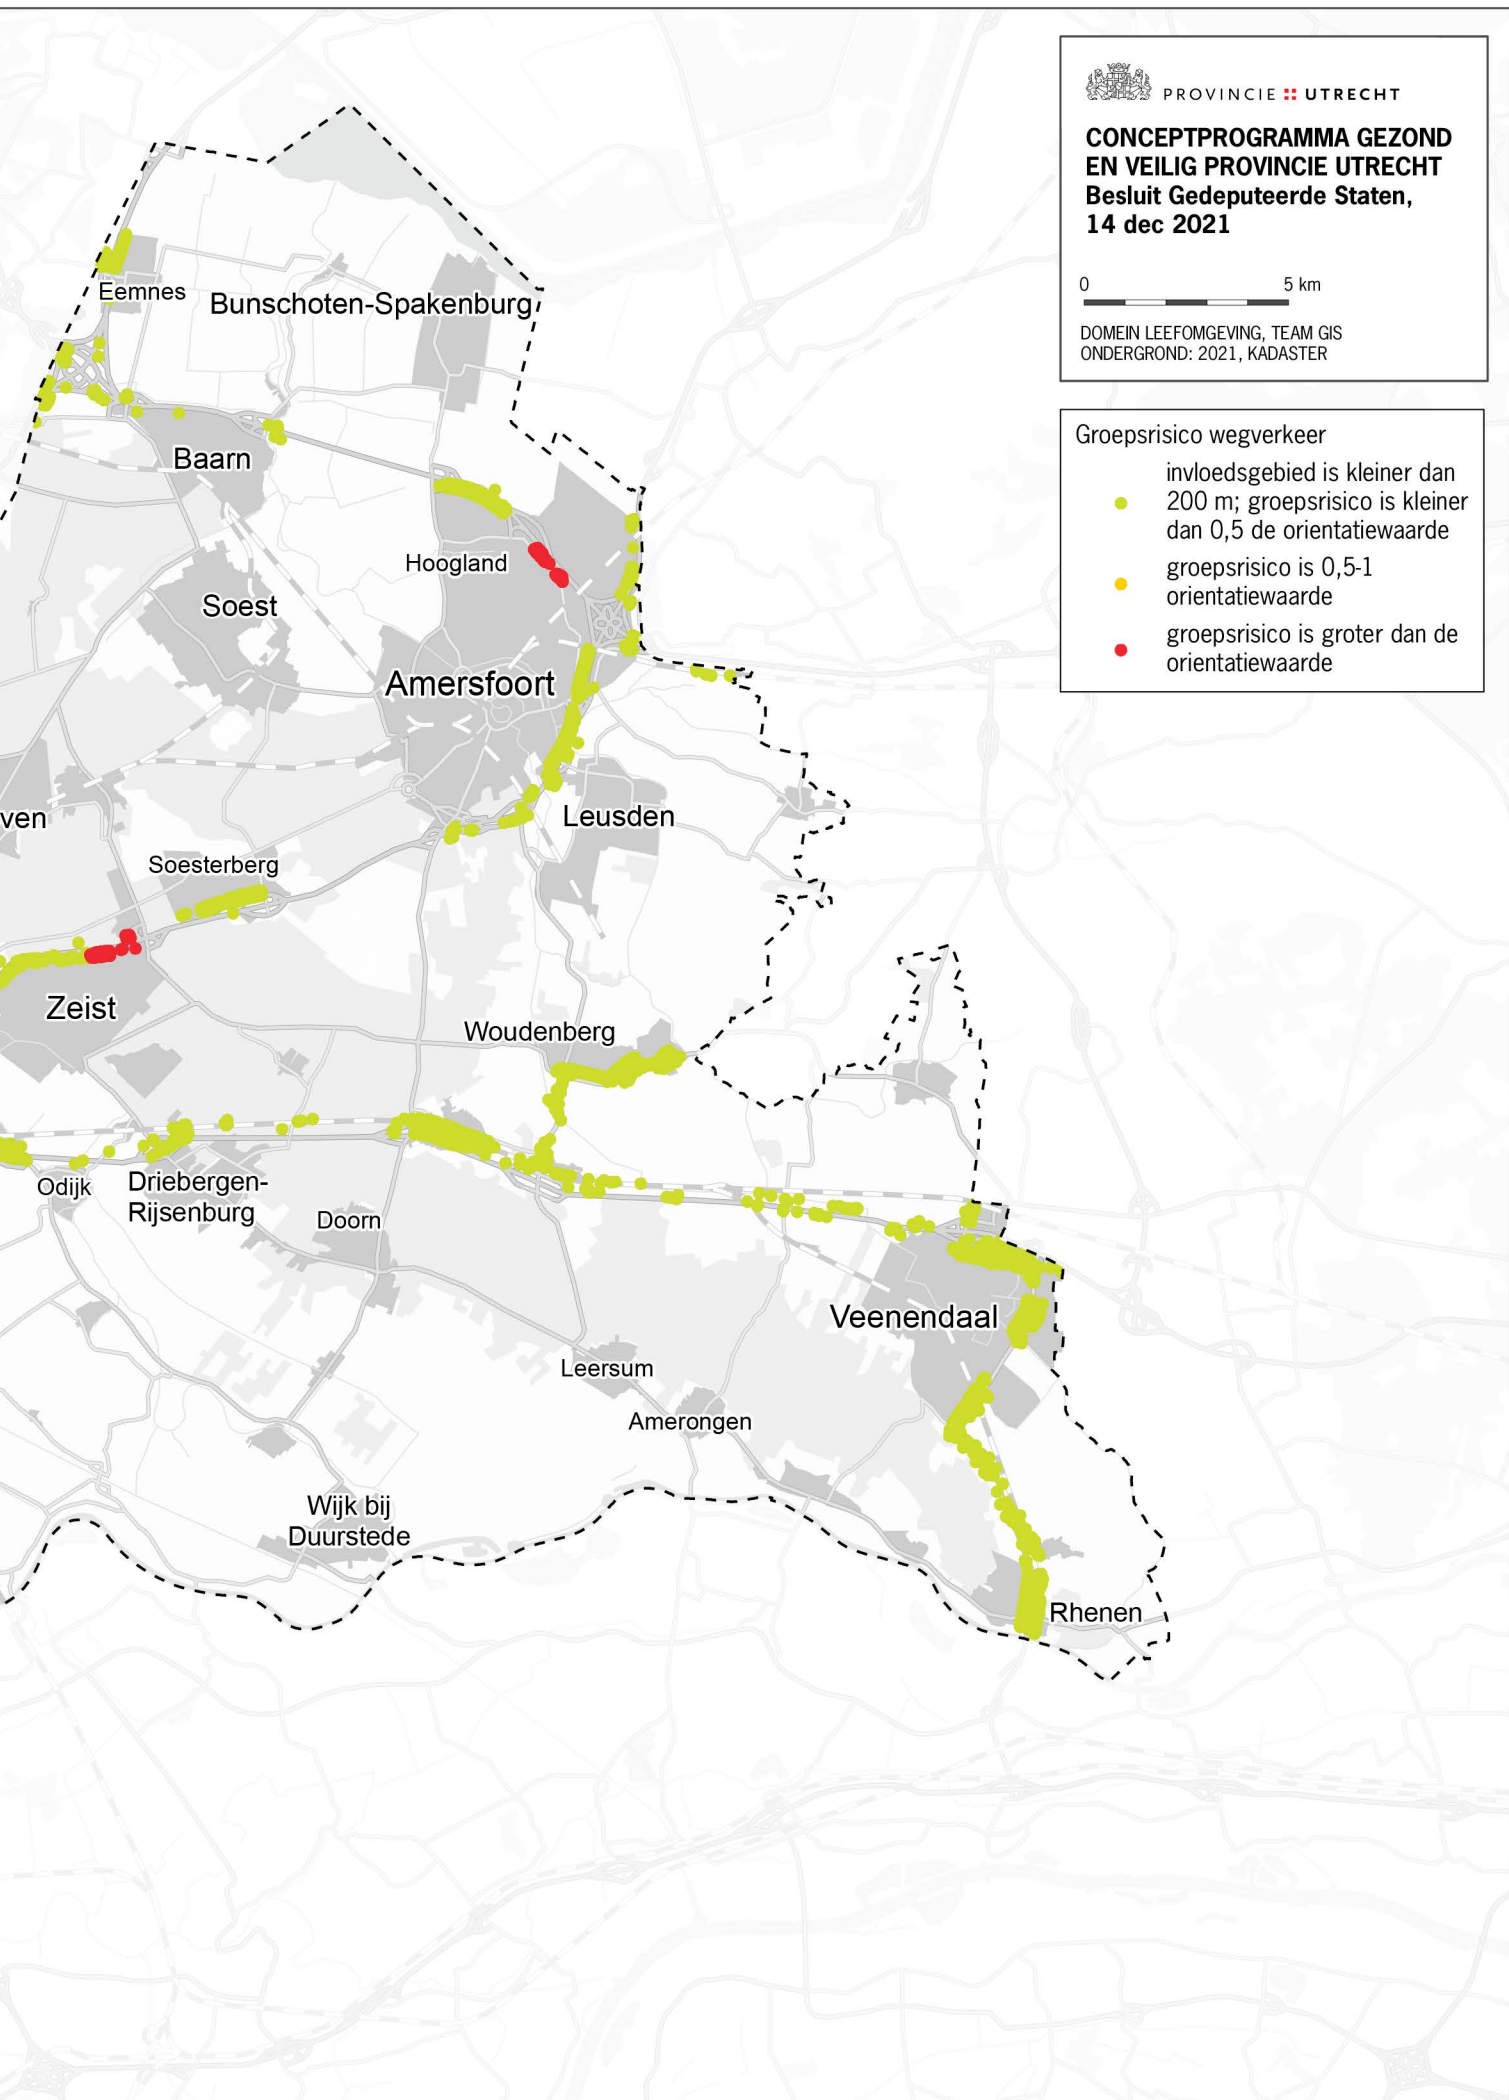 PROVINCIE UTRECHT
CONCEPTPROGRAMMA GEZOND
EN VEILIG PROVINCIE UTRECHT
Besluit Gedeputeerde Staten,
14 dec 2021
0 5 km
DOMEIN LEEFOMGEVING, TEAM GIS
ONDERGROND: 2021, KADASTER
Groepsrisico wegverkeer
invloedsgebied is kleiner dan
200 m; groepsrisico is kleiner
dan 0,5 de orientatiewaarde
groepsrisico is 0,5-1
orientatiewaarde
groepsrisico is groter dan de
orientatiewaarde
Eemnes
Bunschoten-Spakenburg
Baarn
Hoogland
Soest
Amersfoort
ven
Leusden
Soesterberg
Zeist
Woudenberg
Odijk
Driebergen-
Rijsenburg
Doorn
Veenendaal
Leersum
Amerongen
Wijk bij
Duurstede
Rhenen